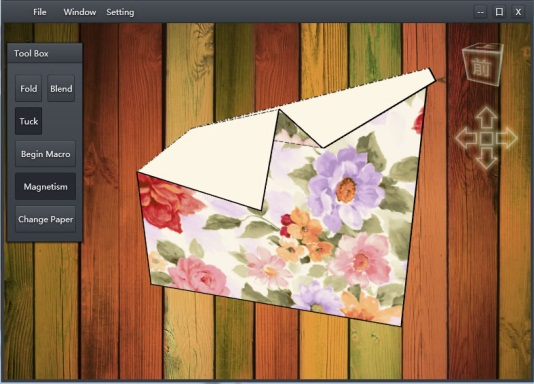 File Window Setting
Tool Box
Fold Blend
Tuck
Begin Macro
Magnetism
Change Paper
前